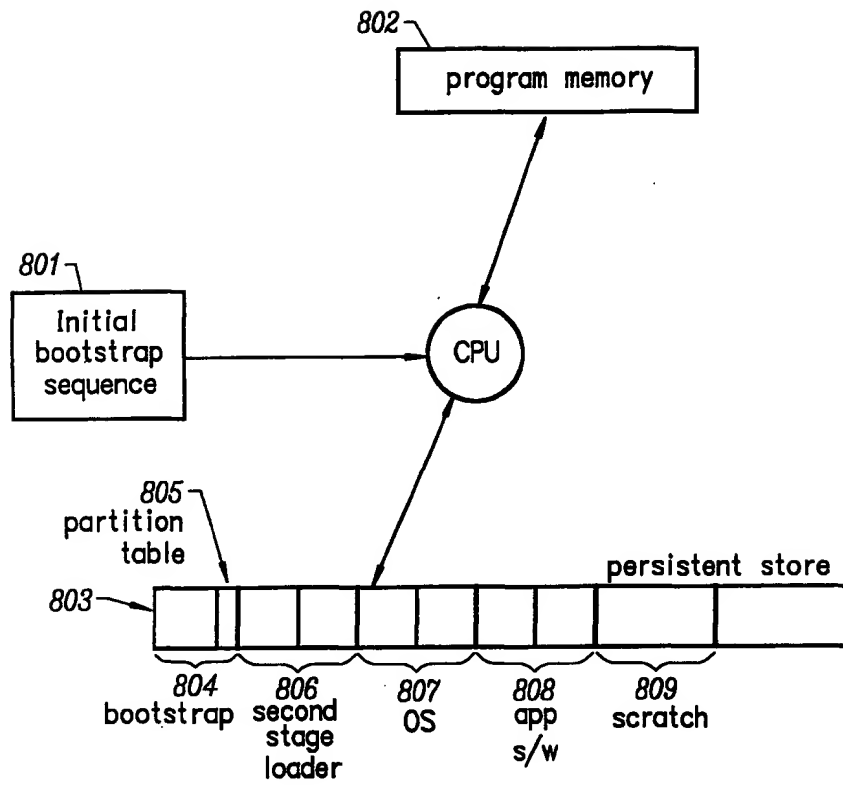 802
program memory
801
Initial
bootstrap
sequence
CPU
805
partition
table
persistent store
803
804
bootstrap
806
second
stage
loader
807
OS
808
app
s/w
809
scratch